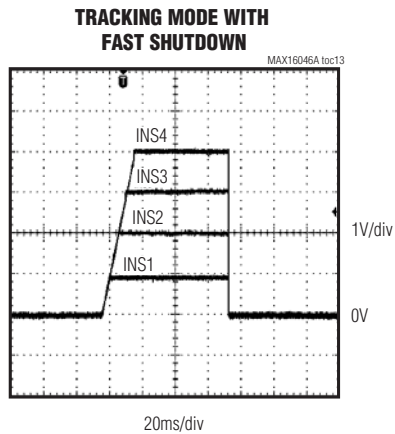 TRACKING MODE WITH
FAST SHUTDOWN
MAX16046A toc13
T
INS4
INS3
INS2
INS1
1V/div
0V
20ms/div